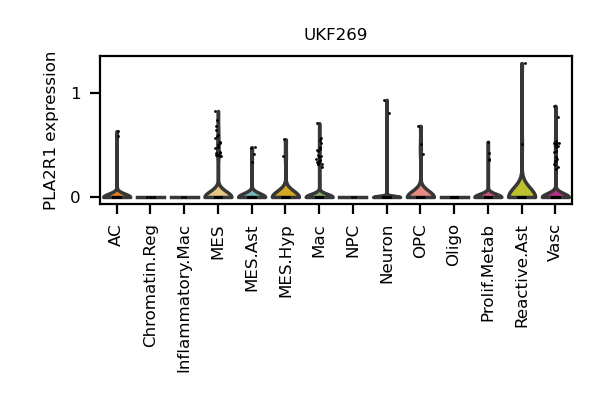 UKF269
PLA2R1 expression
1
0
AC
Chromatin.Reg
Inflammatory.Mac
MES
MES.Ast
MES.Hyp
Mac
NPC
Neuron
OPC
Oligo
Prolif.Metab
Reactive.Ast
Vasc